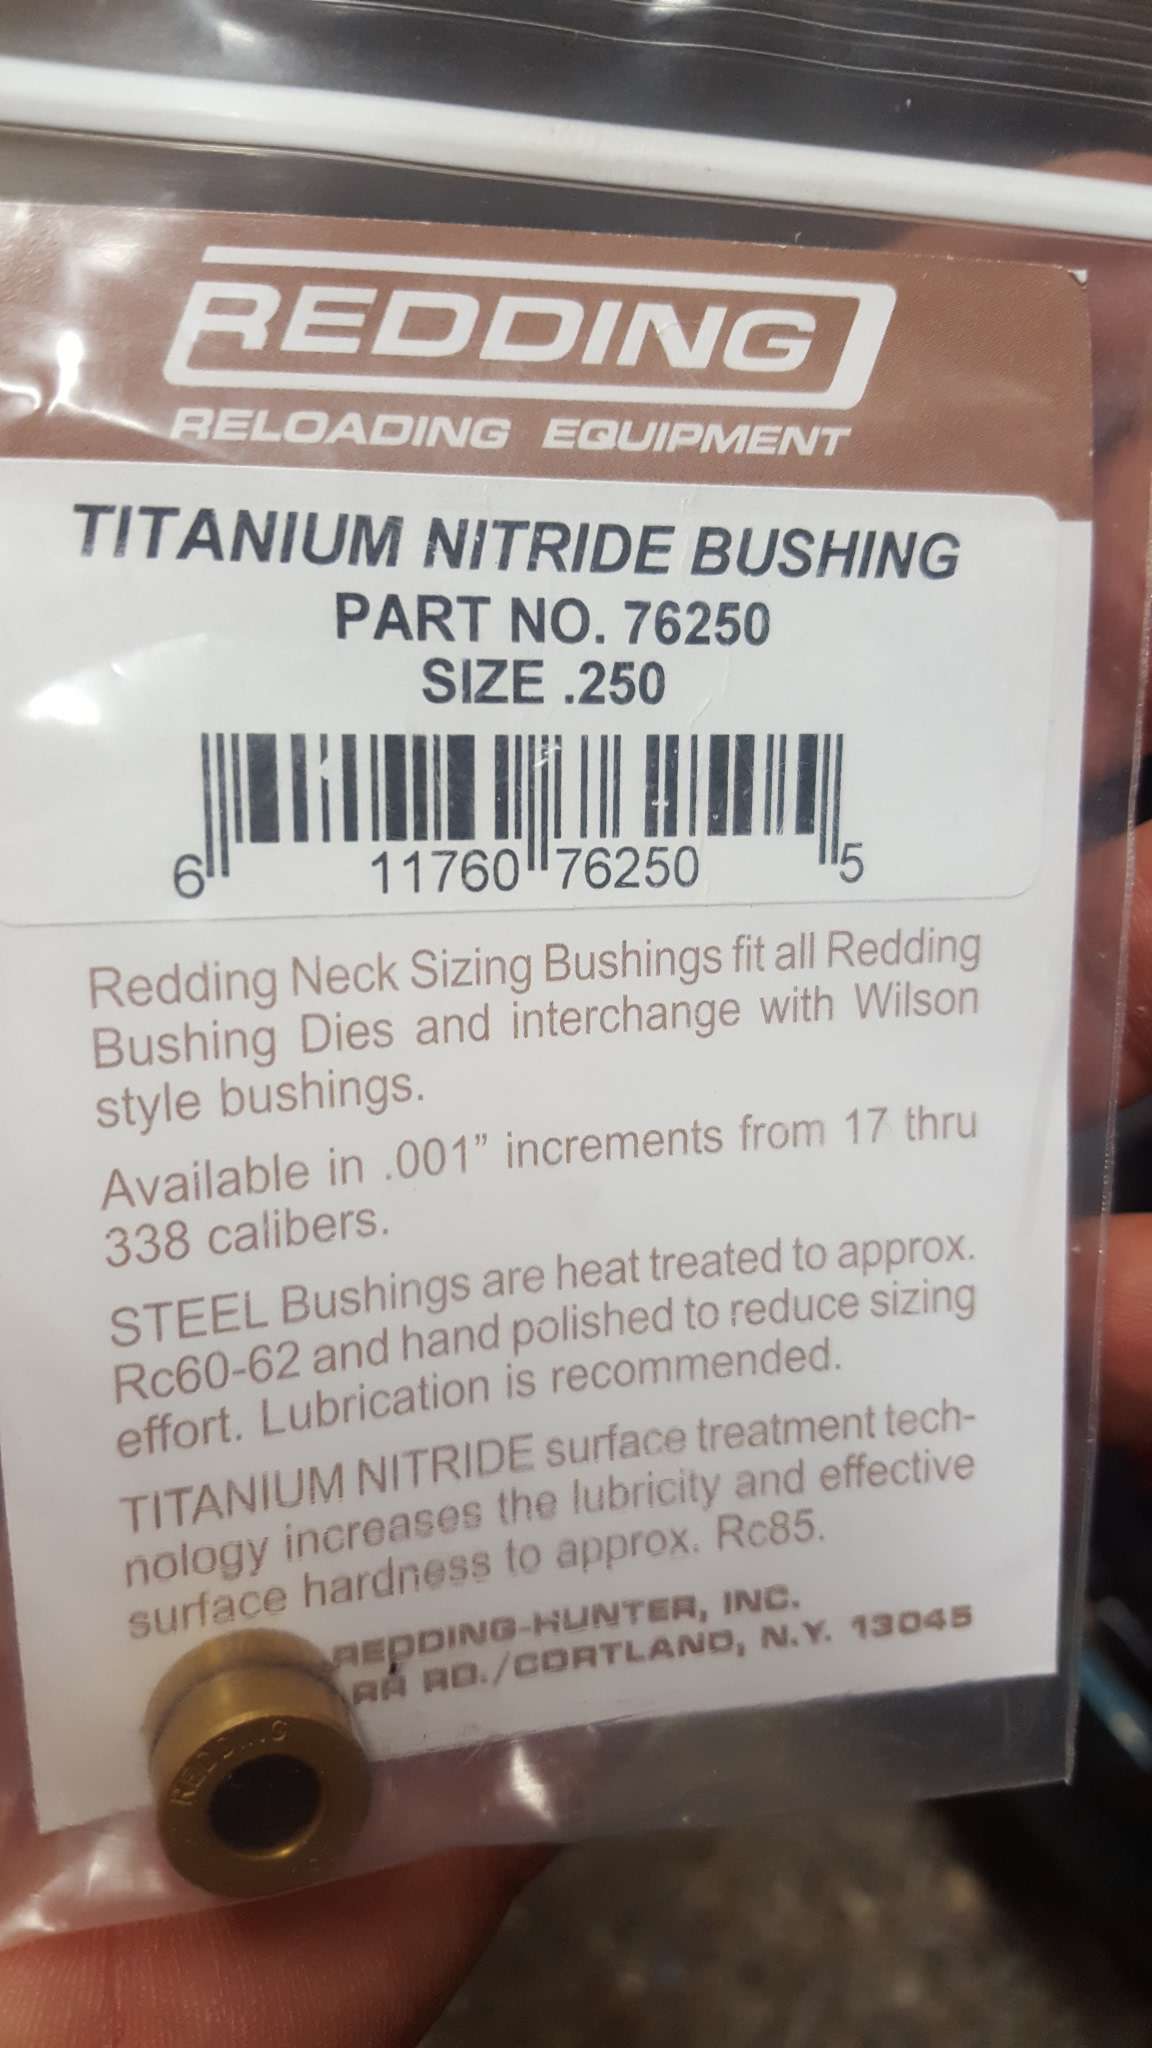 REDDING
RELOADING EQUIPMENT
TITANIUM NITRIDE BUSHING
PART NO. 76250
SIZE .250
6 11760 76250 5
Redding Neck Sizing Bushings fit all Redding
Bushing Dies and interchange with Wilson
style bushings.
Available in .001” increments from 17 thru
338 calibers.
STEEL Bushings are heat treated to approx.
Rc60-62 and hand polished to reduce sizing
effort. Lubrication is recommended.
TITANIUM NITRIDE surface treatment tech-
nology increases the lubricity and effective
surface hardness to approx. Rc85.
REDDING-HUNTER, INC.
RD./CORTLAND, N.Y. 13045
REDDING